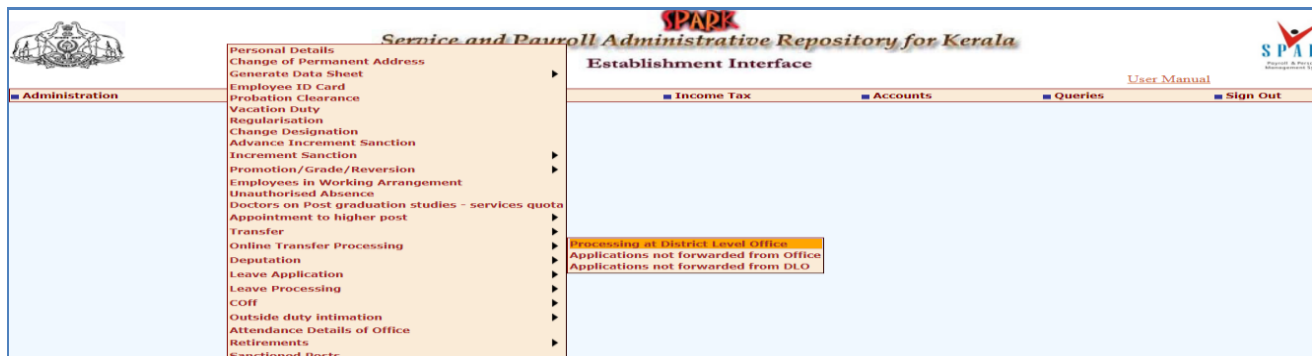 SPARK
Service and Payroll Administrative Repository for Kerala
Establishment Interface
SPA
User Manual
Administration
Income Tax
Accounts
Queries
Sign Out
Personal Details
Change of Permanent Address
Generate Data Sheet
Employee ID Card
Probation Clearance
Vacation Duty
Regularisation
Change Designation
Advance Increment Sanction
Increment Sanction
Promotion/Grade/Reversion
Employees in Working Arrangement
Unauthorised Absence
Doctors on Post graduation studies - services quota
Appointment to higher post
Transfer
Online Transfer Processing
Deputation
Leave Application
Leave Processing
COff
Outside duty intimation
Attendance Details of Office
Retirements
Sanctioned Posts
Processing at District Level Office
Applications not forwarded from Office
Applications not forwarded from DLO